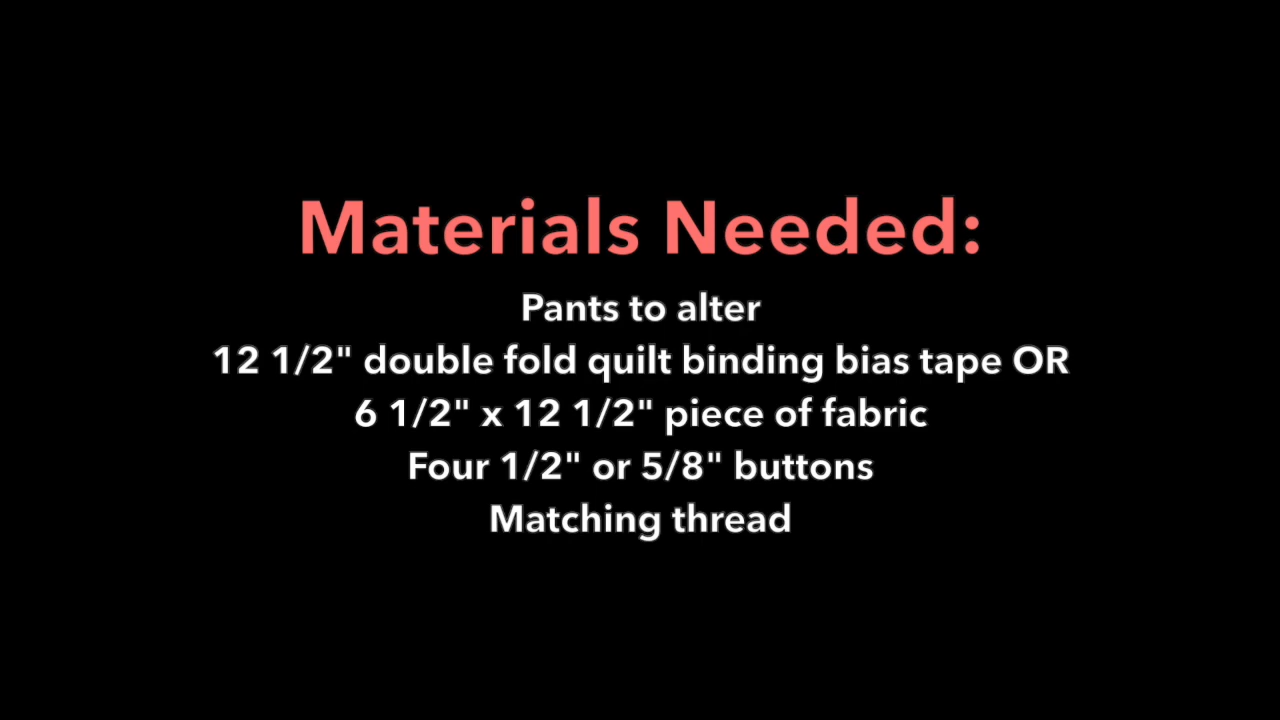 Materials Needed:
Pants to alter
12 1/2" double fold quilt binding bias tape OR
6 1/2" x 12 1/2" piece of fabric
Four 1/2" or 5/8" buttons
Matching thread